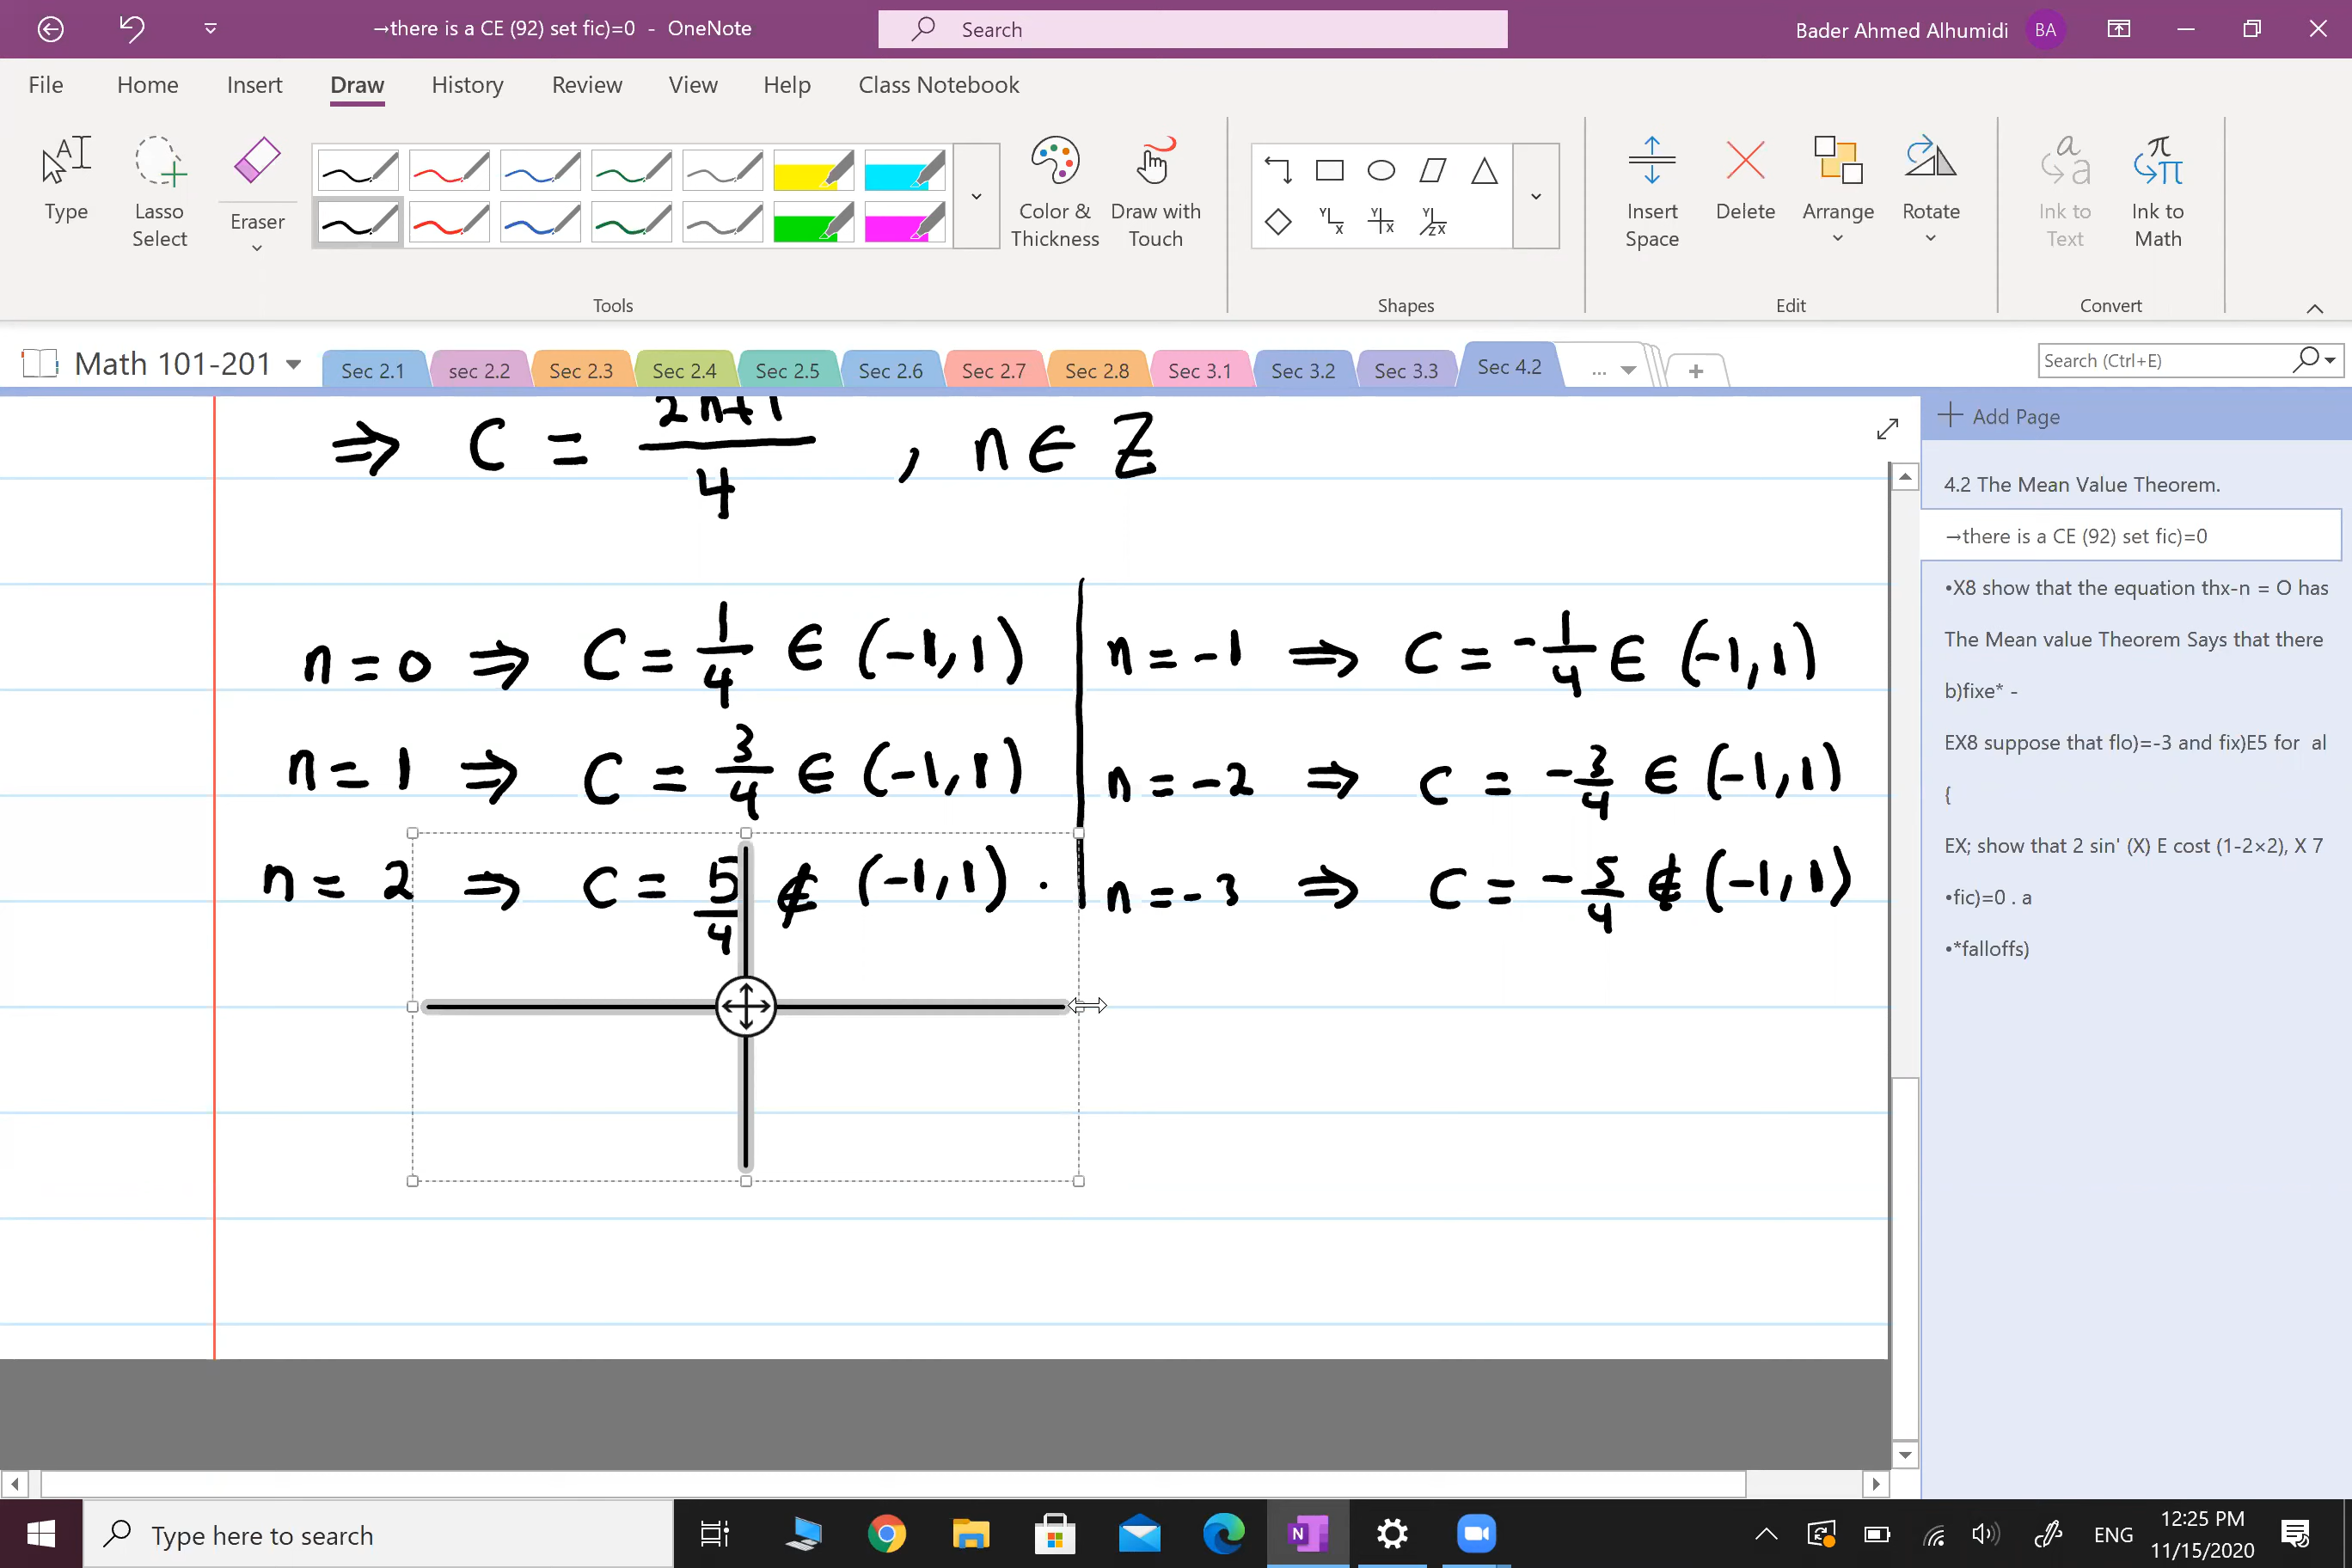 →there is a CE (92) set fic)=0 - OneNote
Search
Bader Ahmed Alhumidi
BA
File Home Insert Draw History Review View Help Class Notebook
Type
Lasso Select
Eraser
Color & Thickness
Draw with Touch
Insert Space
Delete
Arrange
Rotate
Ink to Text
Ink to Math
Tools
Shapes
Edit
Convert
Math 101-201
Sec 2.1 sec 2.2 Sec 2.3 Sec 2.4 Sec 2.5 Sec 2.6 Sec 2.7 Sec 2.8 Sec 3.1 Sec 3.2 Sec 3.3 Sec 4.2 ... +
Search (Ctrl+E)
⇒ C = (2n+1)/4 , n ∈ Z
n = 0 ⇒ C = 1/4 ∈ (-1,1)
n = 1 ⇒ C = 3/4 ∈ (-1,1)
n = 2 ⇒ C = 5/4 ∉ (-1,1) .
n = -1 ⇒ C = -1/4 ∈ (-1,1)
n = -2 ⇒ C = -3/4 ∈ (-1,1)
n = -3 ⇒ C = -5/4 ∉ (-1,1)
Add Page
4.2 The Mean Value Theorem.
→there is a CE (92) set fic)=0
•X8 show that the equation thx-n = O has
The Mean value Theorem Says that there
b)fixe* -
EX8 suppose that flo)=-3 and fix)E5 for al
{
EX; show that 2 sin' (X) E cost (1-2×2), X 7
•fic)=0 . a
•*falloffs)
Type here to search
ENG
12:25 PM
11/15/2020